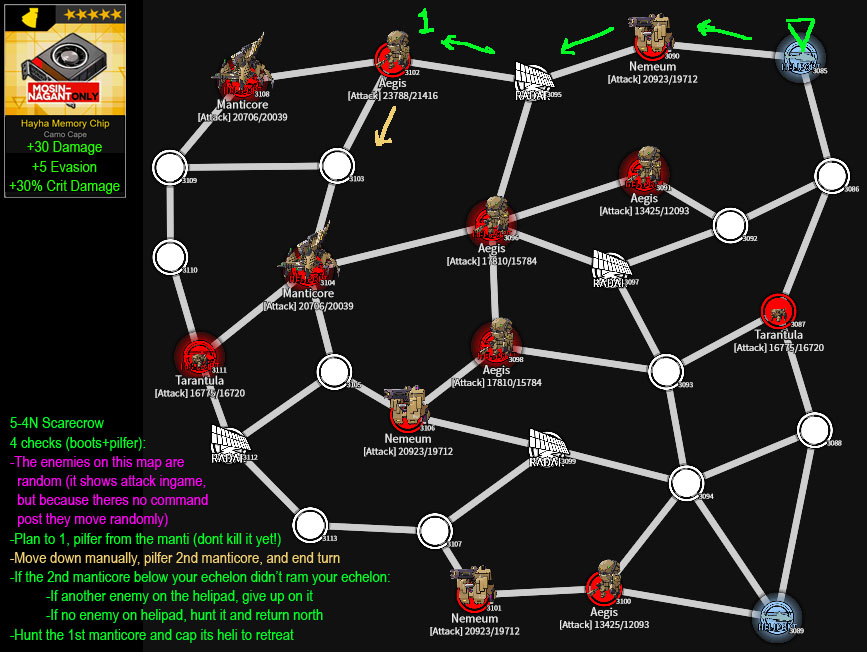 MOSIN-
NAGANT ONLY
Hayha Memory Chip
Camo Cape
+30 Damage
+5 Evasion
+30% Crit Damage
1
3108
Manticore
[Attack] 20706/20039
3102
Aegis
[Attack] 23788/21416
RADAR
3095
3090
Nemeum
[Attack] 20923/19712
HELIPORT
3085
3109
3103
3091
Aegis
[Attack] 13425/12093
3086
3096
Aegis
[Attack] 17810/15784
3092
3110
3104
Manticore
[Attack] 20706/20039
RADAR
3097
3087
Tarantula
[Attack] 16775/16720
3111
Tarantula
[Attack] 16775/16720
3105
3098
Aegis
[Attack] 17810/15784
3093
3106
Nemeum
[Attack] 20923/19712
3088
RADAR
3112
RADAR
3099
3094
3113
3107
3101
Nemeum
[Attack] 20923/19712
3100
Aegis
[Attack] 13425/12093
HELIPORT
3089
5-4N Scarecrow
4 checks (boots+pilfer):
-The enemies on this map are
random (it shows attack ingame,
but because theres no command
post they move randomly)
-Plan to 1, pilfer from the manti (dont kill it yet!)
-Move down manually, pilfer 2nd manticore, and end turn
-If the 2nd manticore below your echelon didn't ram your echelon:
-If another enemy on the helipad, give up on it
-If no enemy on helipad, hunt it and return north
-Hunt the 1st manticore and cap its heli to retreat